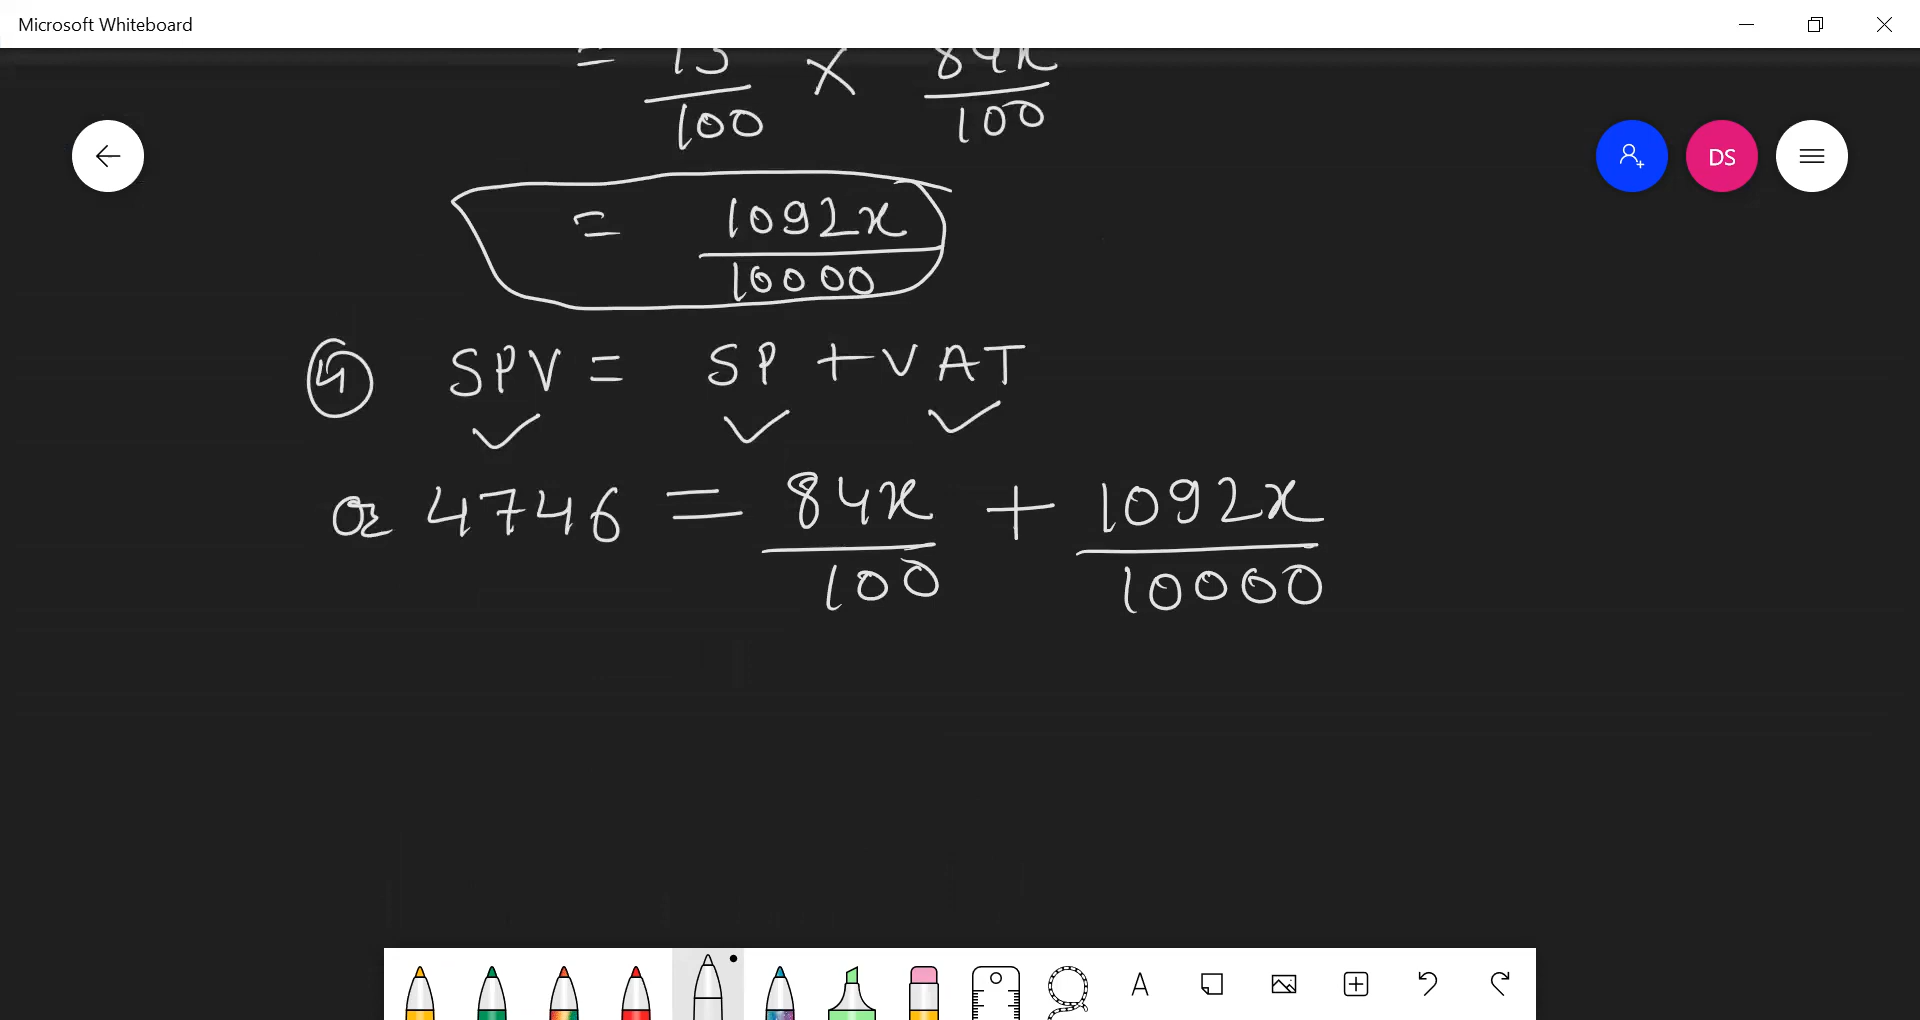 Microsoft Whiteboard
= 13/100 × 84x/100
DS
= 1092x/10000
④ SPV = SP + VAT
or 4746 = 84x/100 + 1092x/10000
A